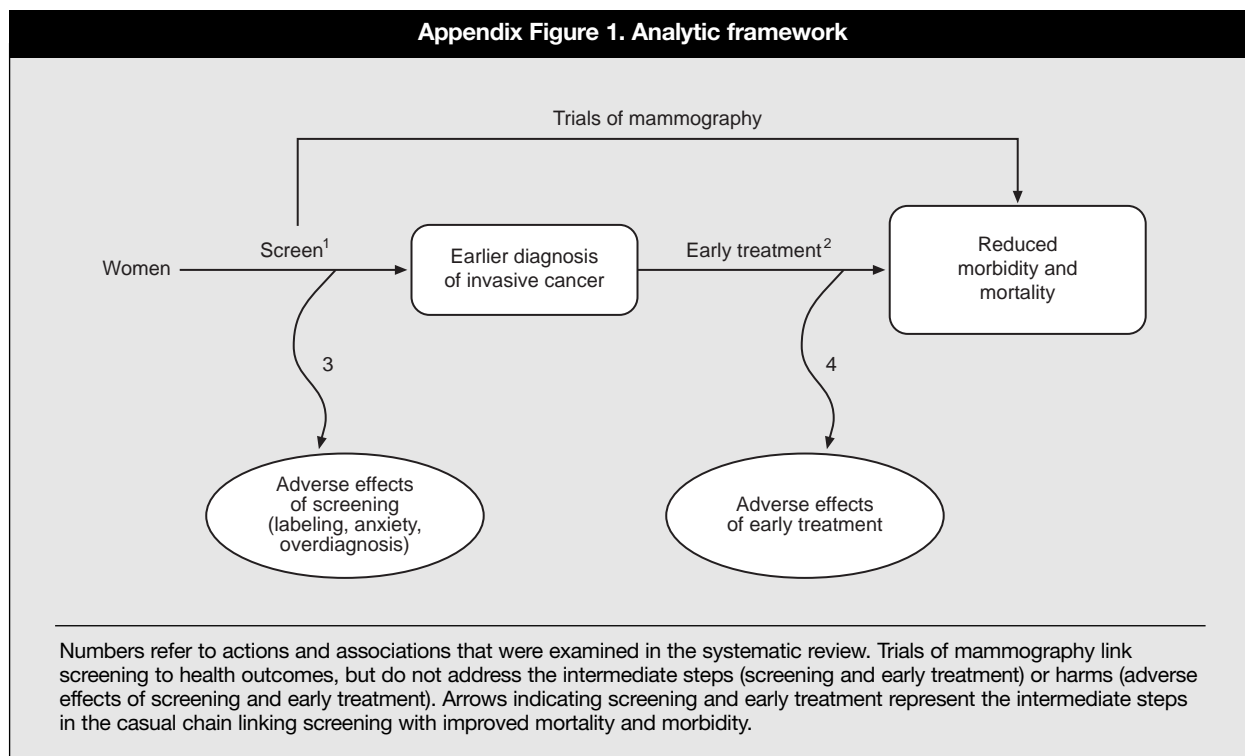 Appendix Figure 1. Analytic framework
Trials of mammography
Women
Screen1
Earlier diagnosis
of invasive cancer
Early treatment2
Reduced
morbidity and
mortality
3
4
Adverse effects
of screening
(labeling, anxiety,
overdiagnosis)
Adverse effects
of early treatment
Numbers refer to actions and associations that were examined in the systematic review. Trials of mammography link
screening to health outcomes, but do not address the intermediate steps (screening and early treatment) or harms (adverse
effects of screening and early treatment). Arrows indicating screening and early treatment represent the intermediate steps
in the casual chain linking screening with improved mortality and morbidity.